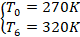 {T₀ = 270K
{T₆ = 320K